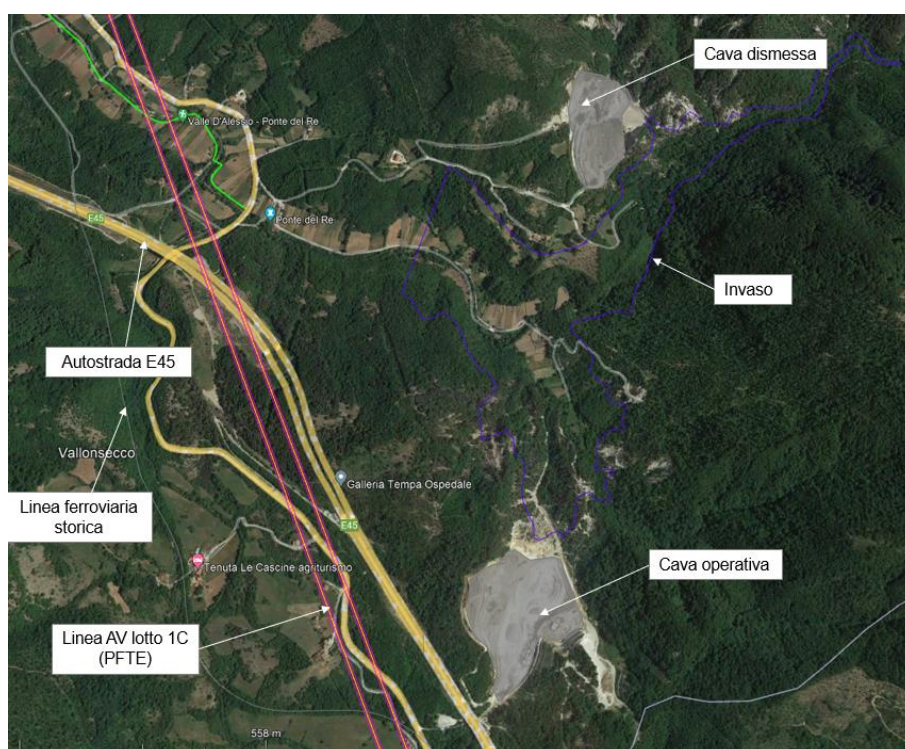 Cava dismessa
Valle D'Alessio - Ponte del Re
E45
Ponte del Re
Invaso
Autostrada E45
Vallonsecco
Galleria Tempa Ospedale
Linea ferroviaria
storica
E45
Tenuta Le Cascine agriturismo
Cava operativa
Linea AV lotto 1C
(PFTE)
558 m